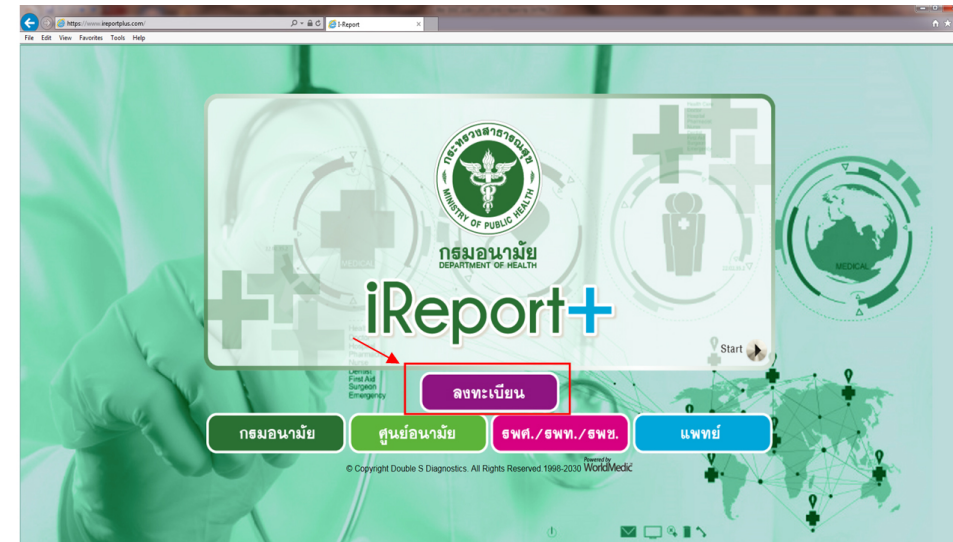 https://www.ireportplus.com/
I-Report
File Edit View Favorites Tools Help
กระทรวงสาธารณสุข
MINISTRY OF PUBLIC HEALTH
กรมอนามัย
DEPARTMENT OF HEALTH
iReport+
MEDICAL
Start
Dentist
First Aid
Surgeon
Emergency
ลงทะเบียน
กรมอนามัย
ศูนย์อนามัย
รพศ./รพท./รพช.
แพทย์
© Copyright Double S Diagnostics. All Rights Reserved 1998-2030 Powered by WorldMedic